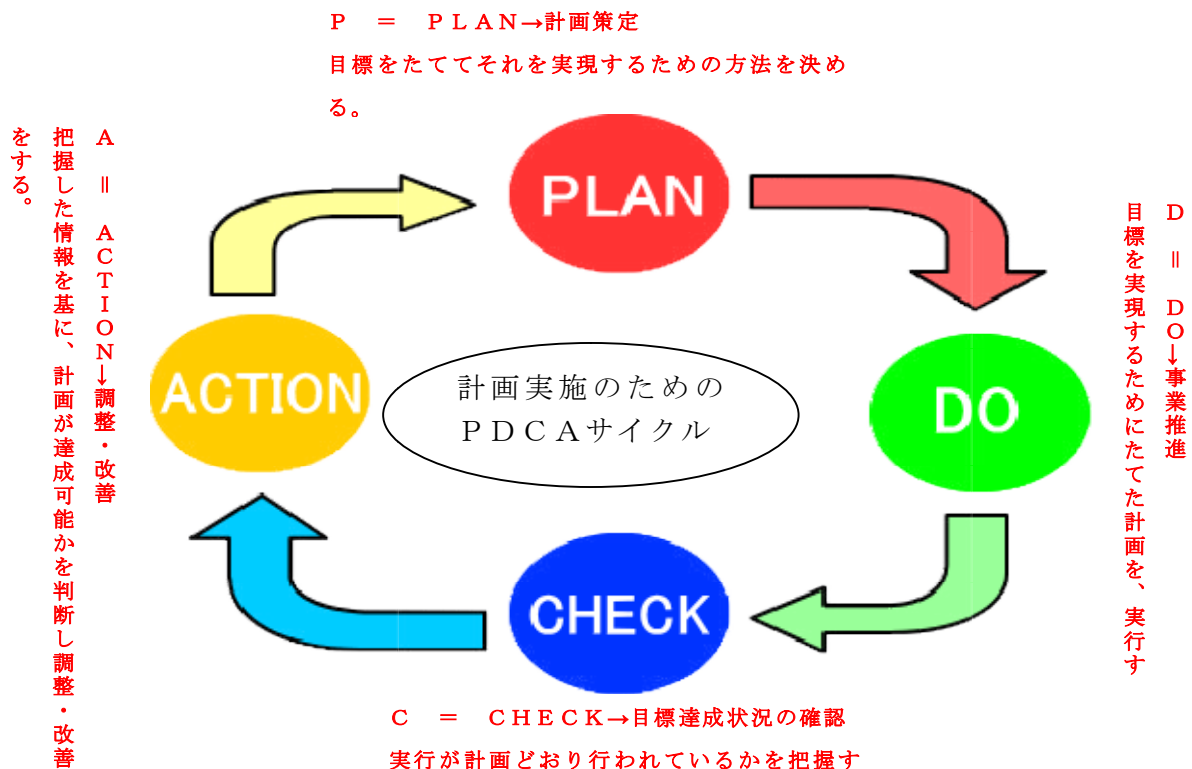 P = PLAN→計画策定
目標をたててそれを実現するための方法を決め
る。
PLAN
D = DO→事業推進
目標を実現するためにたてた計画を、実行す
DO
計画実施のための
PDCAサイクル
CHECK
C = CHECK→目標達成状況の確認
実行が計画どおり行われているかを把握す
ACTION
A = ACTION→調整・改善
把握した情報を基に、計画が達成可能かを判断し調整・改善
をする。